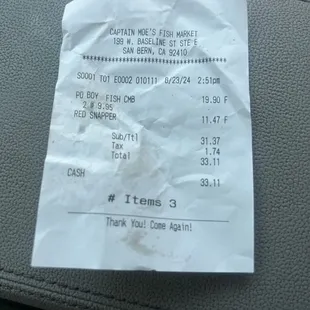 CAPTAIN MOE'S FISH MARKET
199 W. BASELINE ST STE E
SAN BERN, CA 92410
S0001 T01 E0002 010111 8/23/24 2:51pm
PO BOY FISH CMB 19.90 F
2 @ 9.95
RED SNAPPER 11.47 F
Sub/Ttl 31.37
Tax 1.74
Total 33.11
CASH 33.11
# Items 3
Thank You! Come Again!